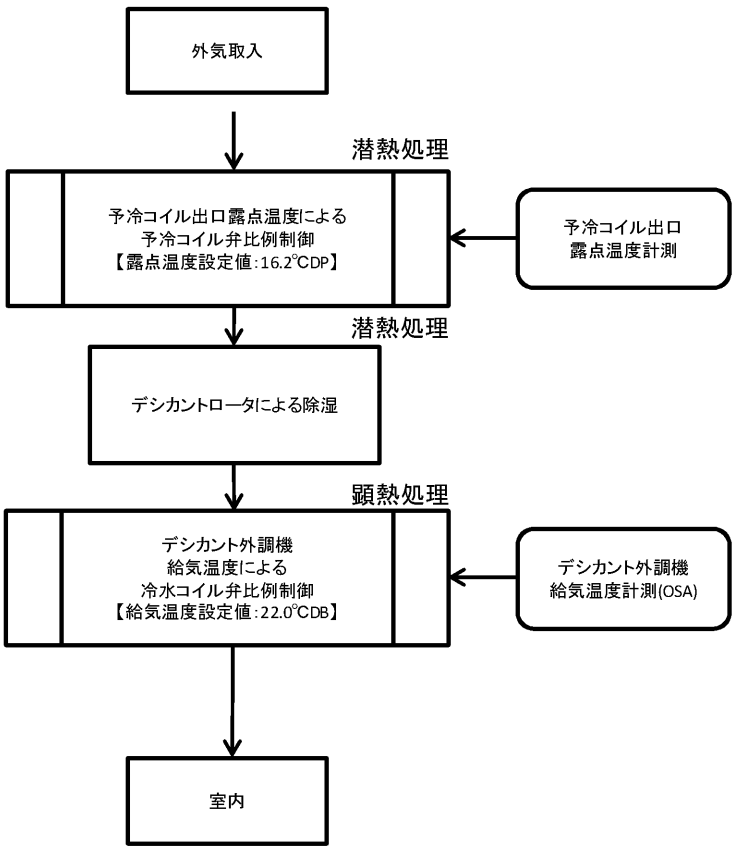 外気取入
潜熱処理
予冷コイル出口露点温度による
予冷コイル弁比例制御
【露点温度設定値：16.2℃DP】
予冷コイル出口
露点温度計測
潜熱処理
デシカントロータによる除湿
顕熱処理
デシカント外調機
給気温度による
冷水コイル弁比例制御
【給気温度設定値：22.0℃DB】
デシカント外調機
給気温度計測(OSA)
室内